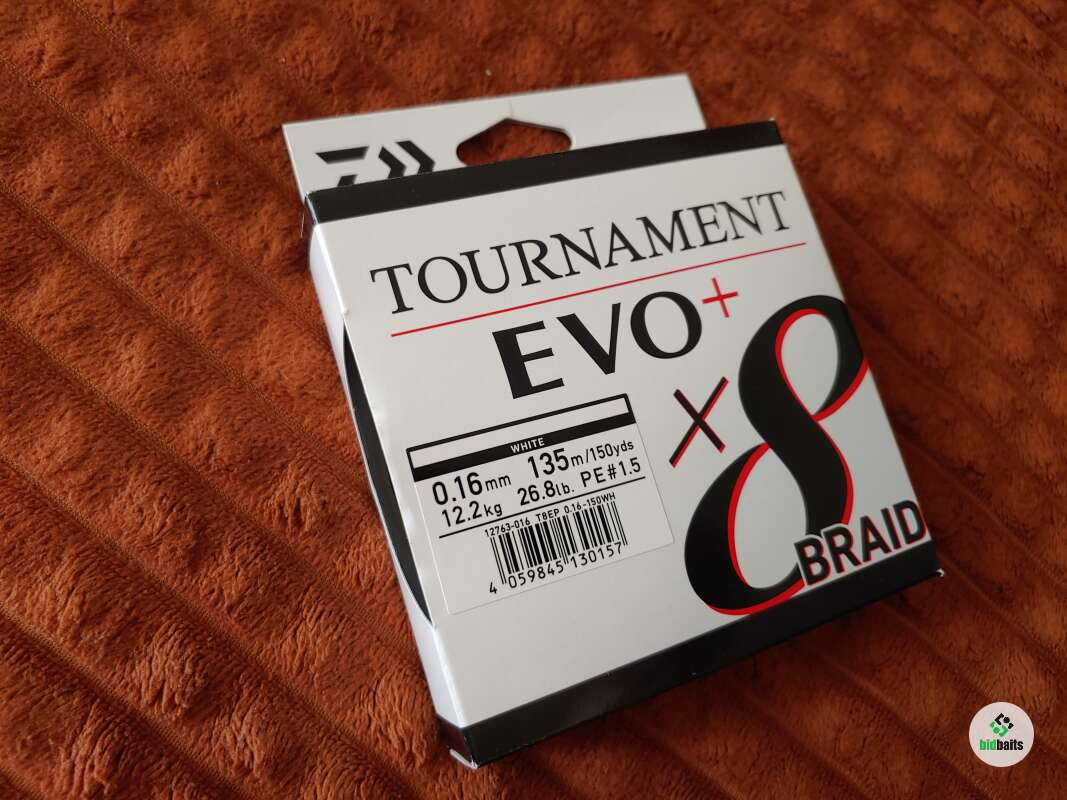 TOURNAMENT
EVO+
x8
BRAID
WHITE
0.16mm 135m/150yds
12.2kg 26.8lb. PE#1.5
12763-016 T8EP 0.16-150WH
4 059845 130157
bidbaits